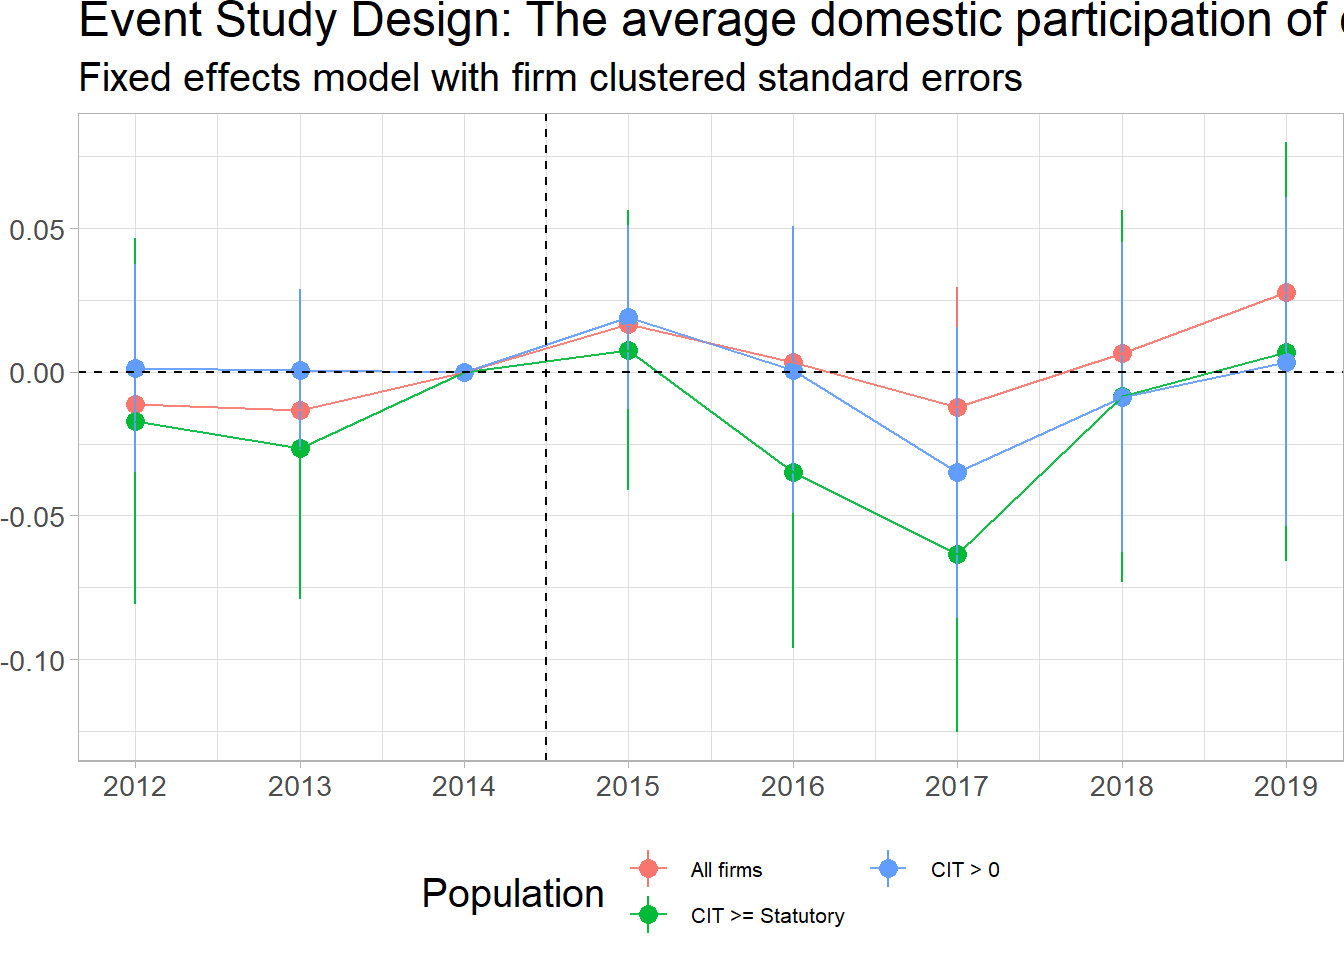 Event Study Design: The average domestic participation of
Fixed effects model with firm clustered standard errors
0.05
0.00
-0.05
-0.10
2012 2013 2014 2015 2016 2017 2018 2019
Population
All firms
CIT > 0
CIT >= Statutory